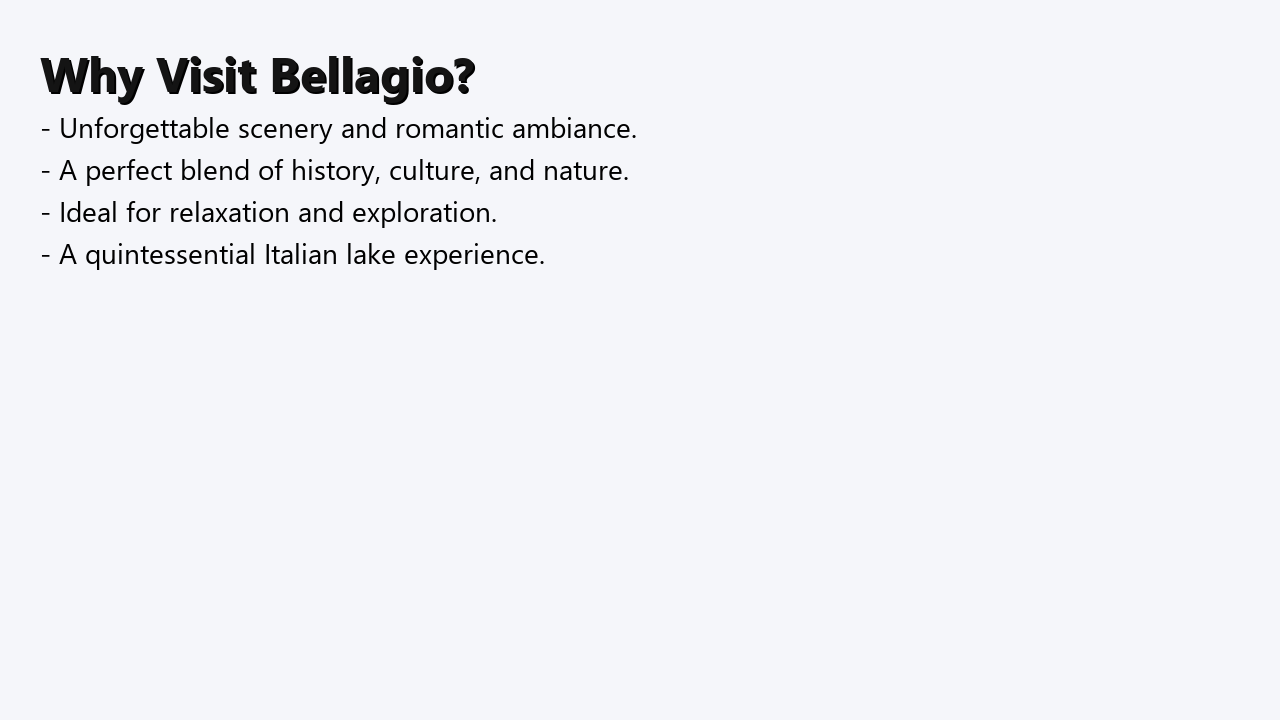 Why Visit Bellagio?
- Unforgettable scenery and romantic ambiance.
- A perfect blend of history, culture, and nature.
- Ideal for relaxation and exploration.
- A quintessential Italian lake experience.